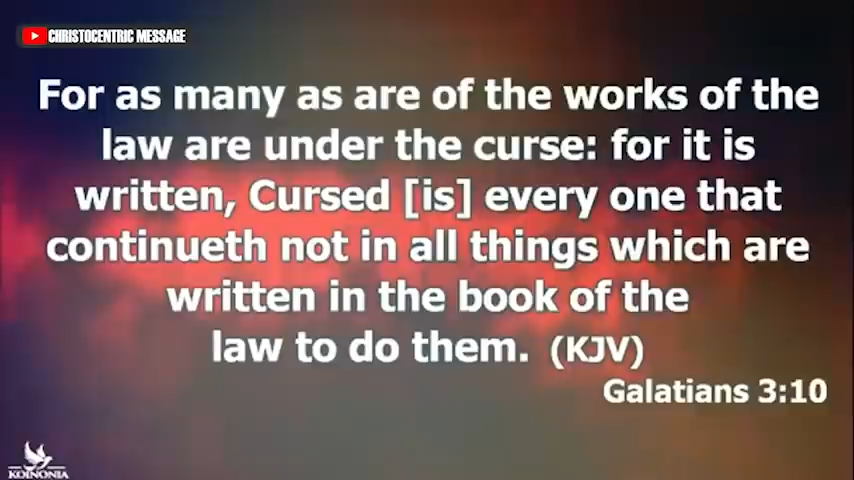 CHRISTOCENTRIC MESSAGE
For as many as are of the works of the
law are under the curse: for it is
written, Cursed [is] every one that
continueth not in all things which are
written in the book of the
law to do them. (KJV)
Galatians 3:10
KOINONIA